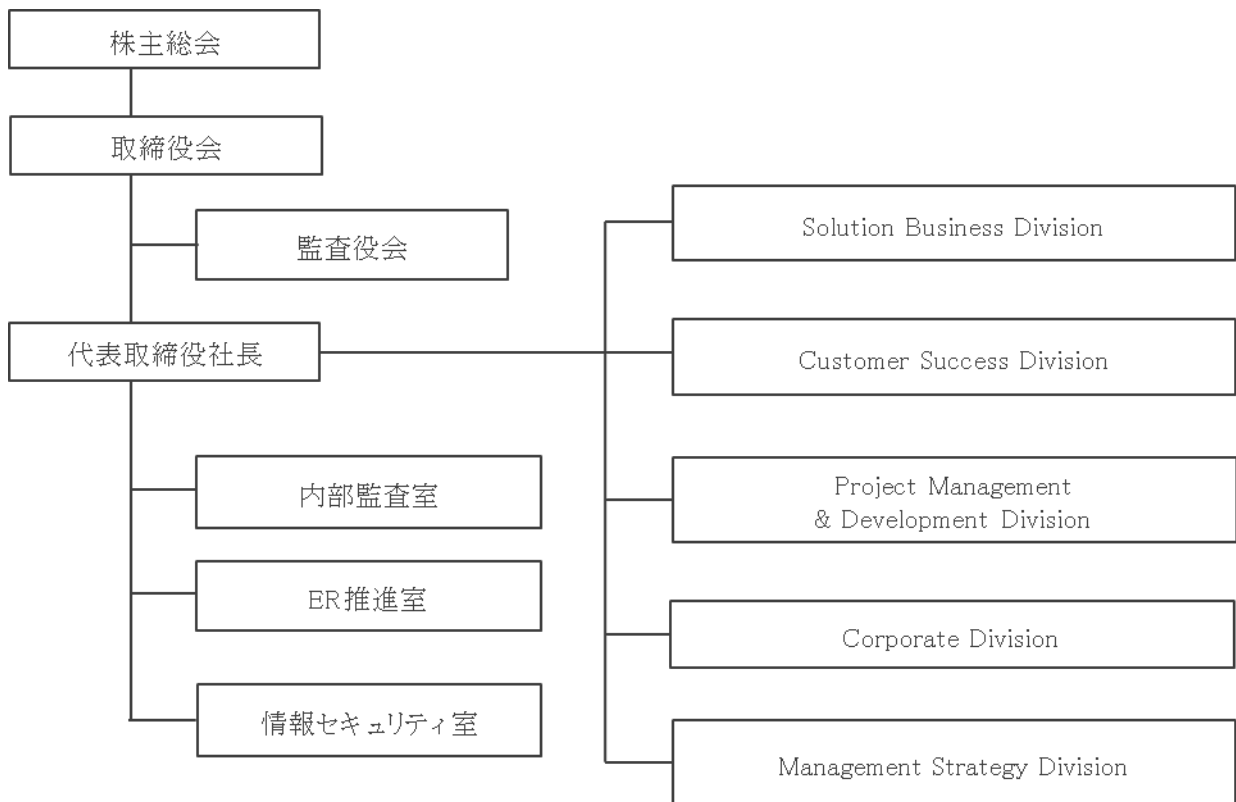 株主総会
取締役会
監査役会
代表取締役社長
内部監査室
ER推進室
情報セキュリティ室
Solution Business Division
Customer Success Division
Project Management
& Development Division
Corporate Division
Management Strategy Division